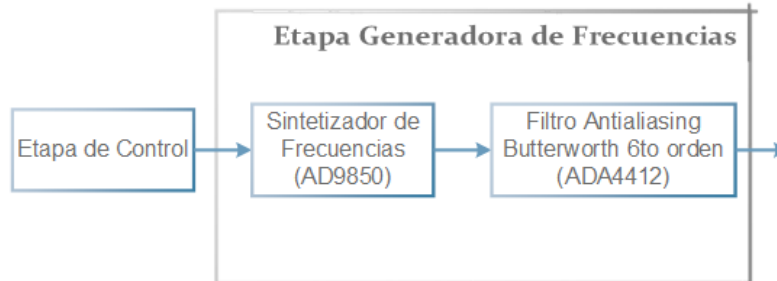 Etapa Generadora de Frecuencias
Etapa de Control
Sintetizador de
Frecuencias
(AD9850)
Filtro Antialiasing
Butterworth 6to orden
(ADA4412)